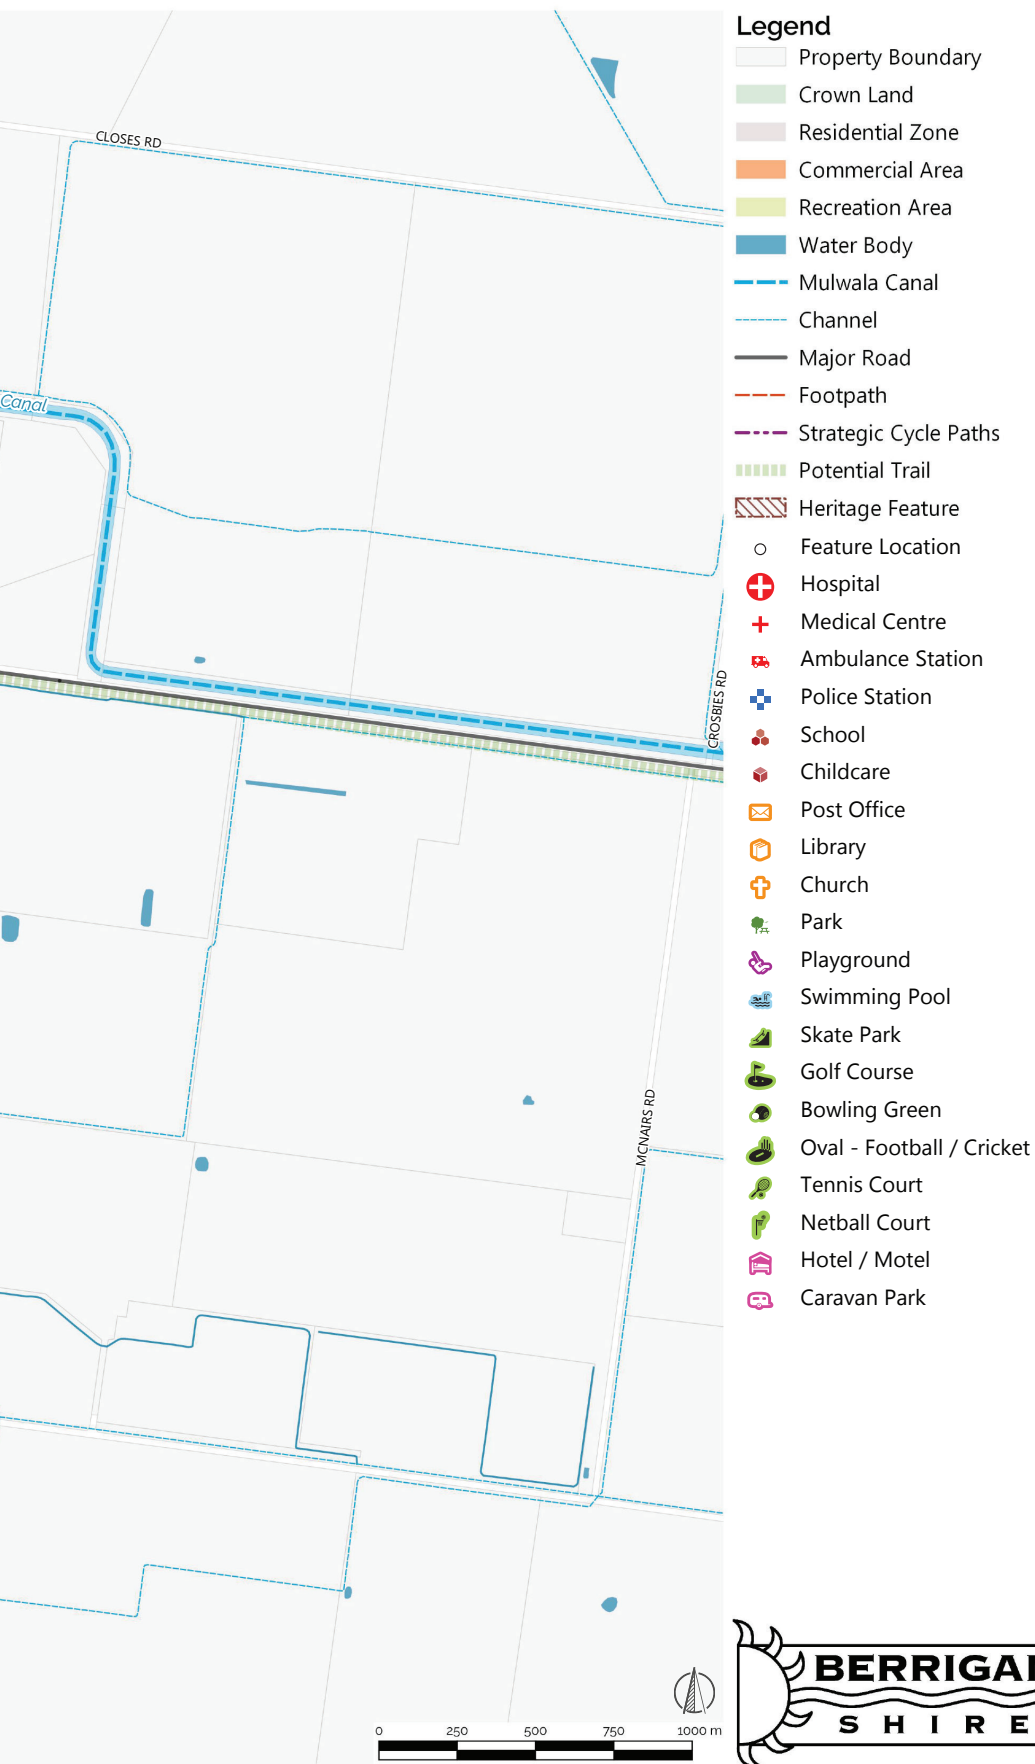 CLOSES RD
Canal
CROSBIES RD
MCNAIRS RD
0 250 500 750 1000 m
Legend
Property Boundary
Crown Land
Residential Zone
Commercial Area
Recreation Area
Water Body
Mulwala Canal
Channel
Major Road
Footpath
Strategic Cycle Paths
Potential Trail
Heritage Feature
Feature Location
Hospital
Medical Centre
Ambulance Station
Police Station
School
Childcare
Post Office
Library
Church
Park
Playground
Swimming Pool
Skate Park
Golf Course
Bowling Green
Oval - Football / Cricket
Tennis Court
Netball Court
Hotel / Motel
Caravan Park
BERRIGA
SHIRE